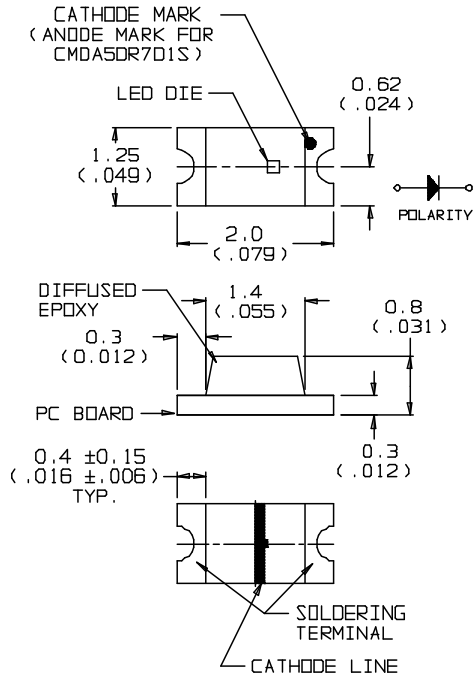 CATHODE MARK
(ANODE MARK FOR
CMDA5DR7D1S)
LED DIE
0.62
(.024)
1.25
(.049)
POLARITY
2.0
(.079)
DIFFUSED
EPOXY
1.4
(.055)
0.8
(.031)
0.3
(0.012)
PC BOARD
0.3
(.012)
0.4 ±0.15
(.016 ±.006)
TYP.
SOLDERING
TERMINAL
CATHODE LINE